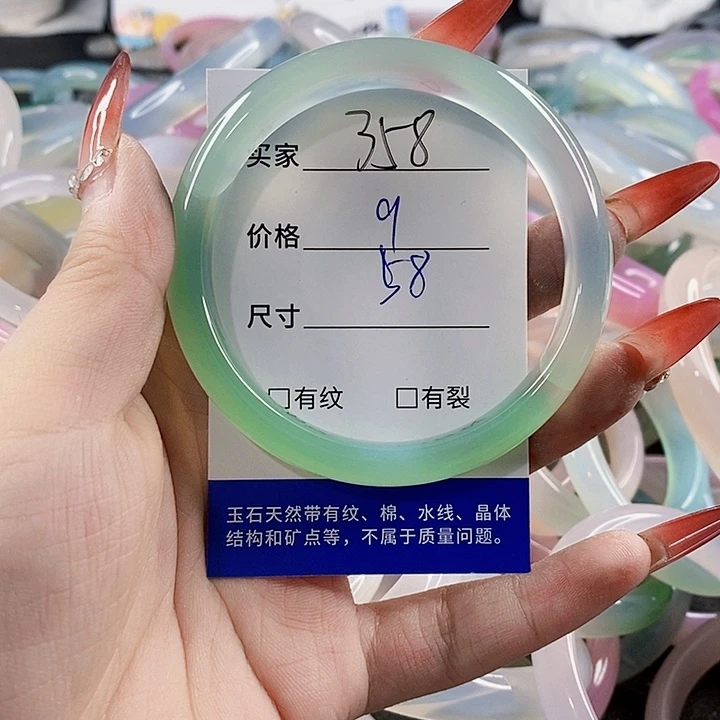 买家 358
价格 9
尺寸 58
□有纹 □有裂
玉石天然带有纹、棉、水线、晶体
结构和矿点等，不属于质量问题。